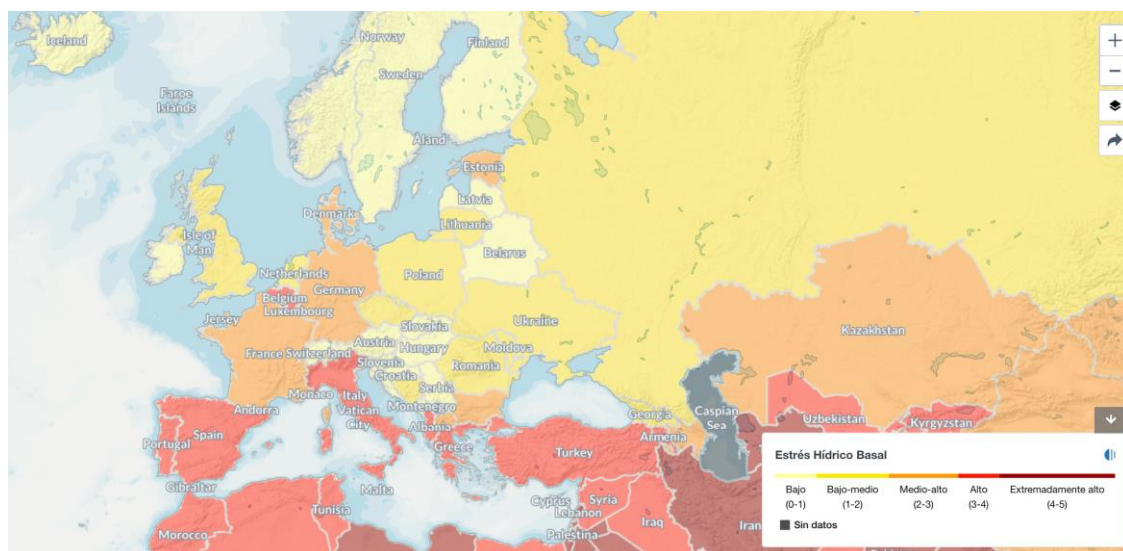 Iceland
Norway
Finland
Sweden
Faroe
Islands
Åland
Estonia
Latvia
Denmark
Lithuania
Isle of
Man
Belarus
Netherlands
Poland
Belgium
Germany
Luxembourg
Jersey
Ukraine
Slovakia
Kazakhstan
Austria
Hungary
Moldova
France
Switzerland
Slovenia
Croatia
Romania
Serbia
Monaco
Italy
Andorra
Vatican
City
Montenegro
Georgia
Caspian
Sea
Uzbekistan
Kyrgyzstan
Portugal
Spain
Albania
Armenia
Greece
Turkey
Gibraltar
Malta
Tunisia
Cyprus
Syria
Lebanon
Morocco
Palestina
Iraq
Iran
Estrés Hídrico Basal
Bajo Bajo-medio Medio-alto Alto Extremadamente alto
(0-1) (1-2) (2-3) (3-4) (4-5)
Sin datos